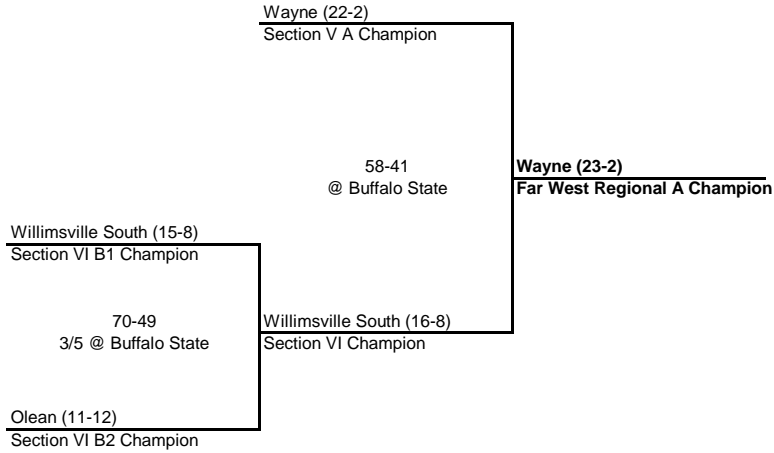 Wayne (22-2)
Section V A Champion
58-41
@ Buffalo State
Wayne (23-2)
Far West Regional A Champion
Willimsville South (15-8)
Section VI B1 Champion
70-49
3/5 @ Buffalo State
Willimsville South (16-8)
Section VI Champion
Olean (11-12)
Section VI B2 Champion